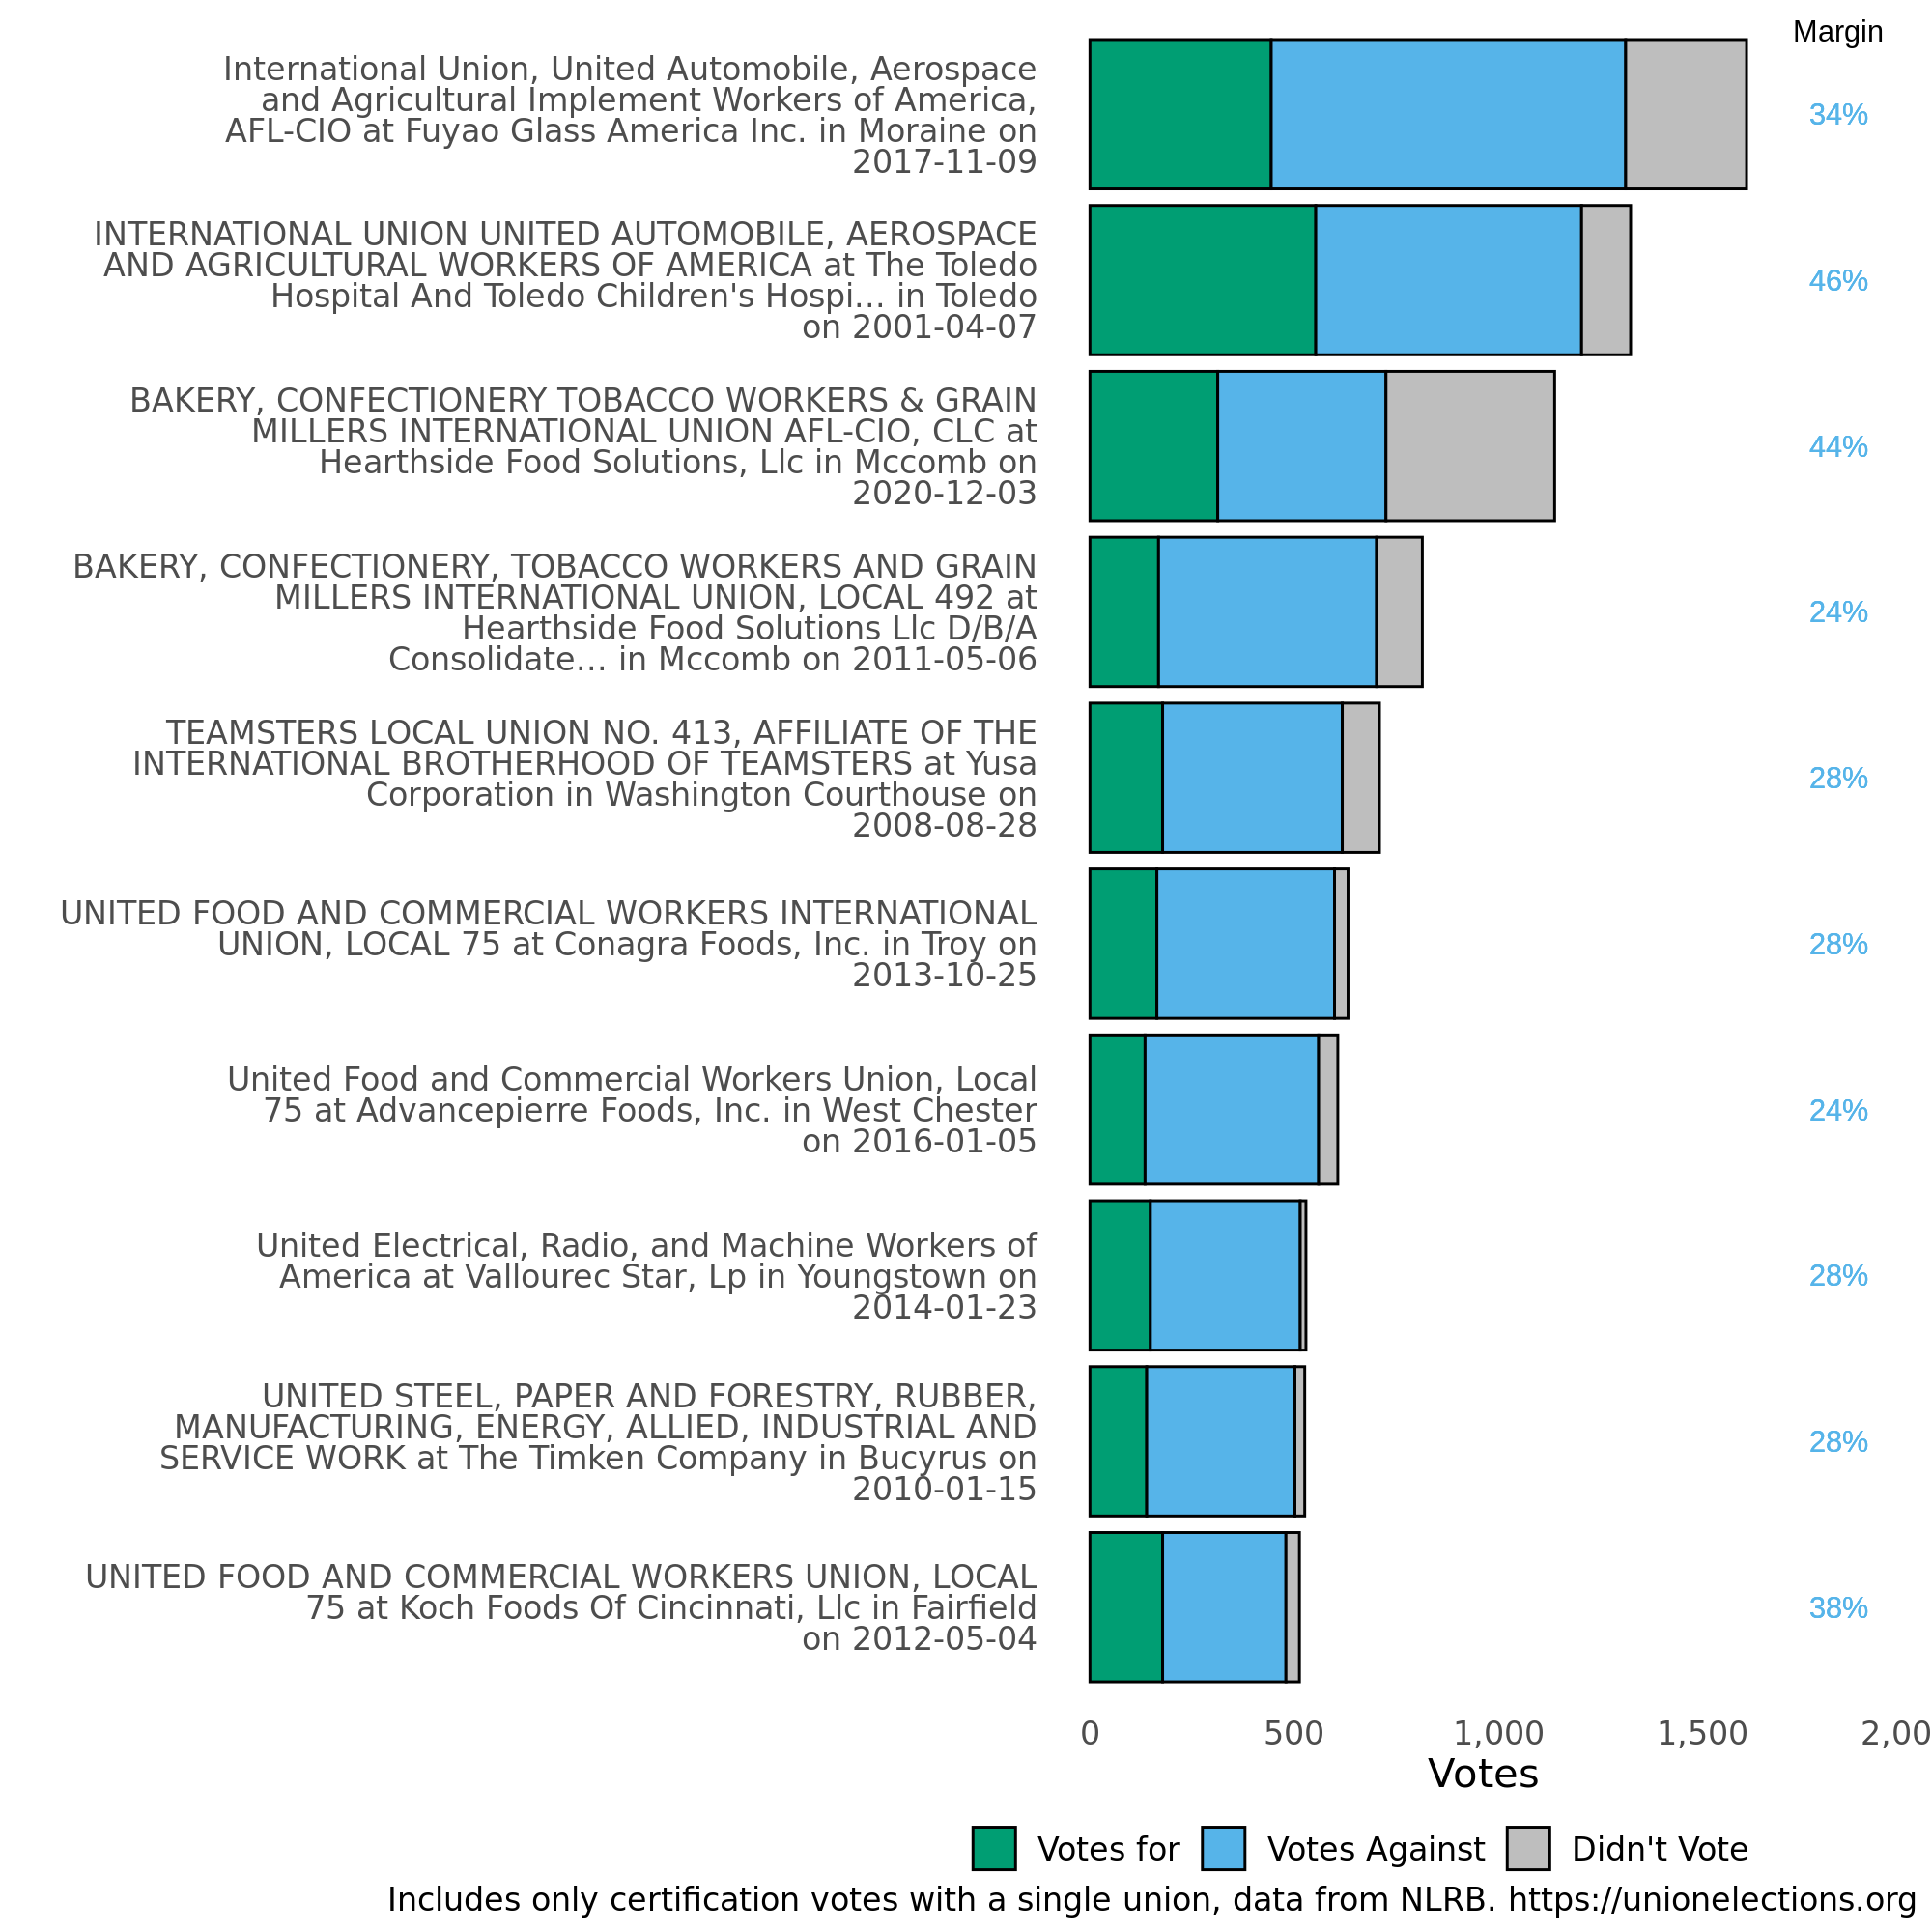 Margin
International Union, United Automobile, Aerospace
and Agricultural Implement Workers of America,
AFL-CIO at Fuyao Glass America Inc. in Moraine on
2017-11-09
34%
INTERNATIONAL UNION UNITED AUTOMOBILE, AEROSPACE
AND AGRICULTURAL WORKERS OF AMERICA at The Toledo
Hospital And Toledo Children's Hospi... in Toledo
on 2001-04-07
46%
BAKERY, CONFECTIONERY TOBACCO WORKERS & GRAIN
MILLERS INTERNATIONAL UNION AFL-CIO, CLC at
Hearthside Food Solutions, Llc in Mccomb on
2020-12-03
44%
BAKERY, CONFECTIONERY, TOBACCO WORKERS AND GRAIN
MILLERS INTERNATIONAL UNION, LOCAL 492 at
Hearthside Food Solutions Llc D/B/A
Consolidate... in Mccomb on 2011-05-06
24%
TEAMSTERS LOCAL UNION NO. 413, AFFILIATE OF THE
INTERNATIONAL BROTHERHOOD OF TEAMSTERS at Yusa
Corporation in Washington Courthouse on
2008-08-28
28%
UNITED FOOD AND COMMERCIAL WORKERS INTERNATIONAL
UNION, LOCAL 75 at Conagra Foods, Inc. in Troy on
2013-10-25
28%
United Food and Commercial Workers Union, Local
75 at Advancepierre Foods, Inc. in West Chester
on 2016-01-05
24%
United Electrical, Radio, and Machine Workers of
America at Vallourec Star, Lp in Youngstown on
2014-01-23
28%
UNITED STEEL, PAPER AND FORESTRY, RUBBER,
MANUFACTURING, ENERGY, ALLIED, INDUSTRIAL AND
SERVICE WORK at The Timken Company in Bucyrus on
2010-01-15
28%
UNITED FOOD AND COMMERCIAL WORKERS UNION, LOCAL
75 at Koch Foods Of Cincinnati, Llc in Fairfield
on 2012-05-04
38%
0 500 1,000 1,500 2,00
Votes
Votes for Votes Against Didn't Vote
Includes only certification votes with a single union, data from NLRB. https://unionelections.org